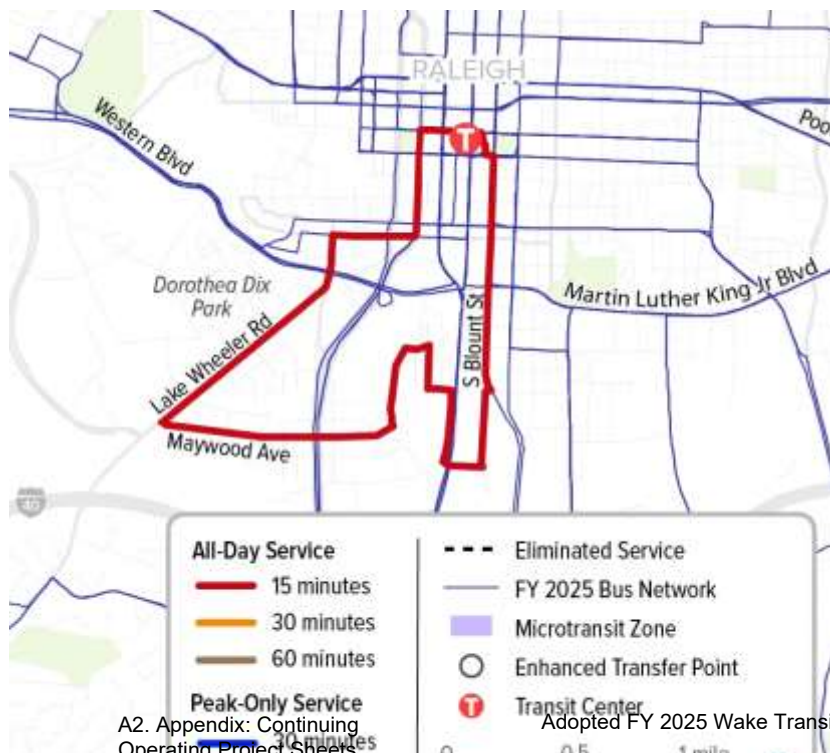 RALEIGH
T
Western Blvd
Poo
Dorothea Dix
Park
Martin Luther King Jr Blvd
Lake Wheeler Rd
S Blount St
Maywood Ave
40
All-Day Service
15 minutes
30 minutes
60 minutes
Peak-Only Service
30 minutes
Eliminated Service
FY 2025 Bus Network
Microtransit Zone
Enhanced Transfer Point
T Transit Center
0 0.5 1 mile
A2. Appendix: Continuing
Operating Project Sheets
Adopted FY 2025 Wake Transi